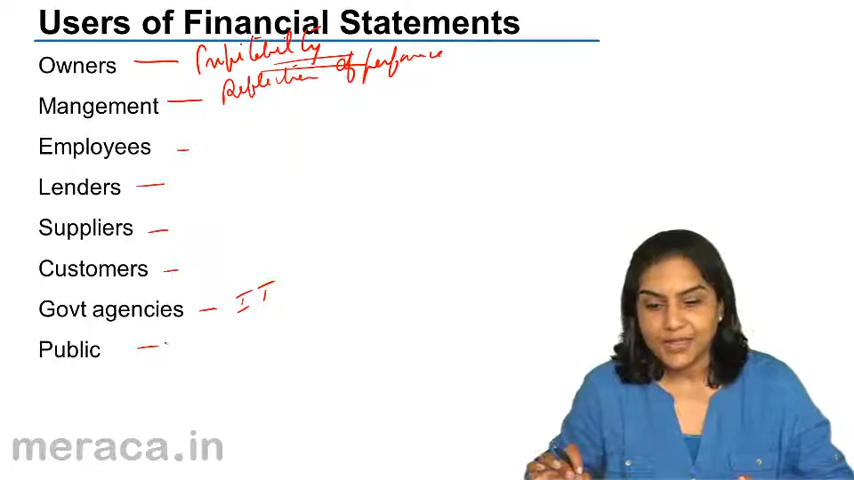 Users of Financial Statements
Owners — Profitability
Mangement — Reflection of performance
Employees –
Lenders —
Suppliers –
Customers –
Govt agencies – IT
Public —
meraca.in